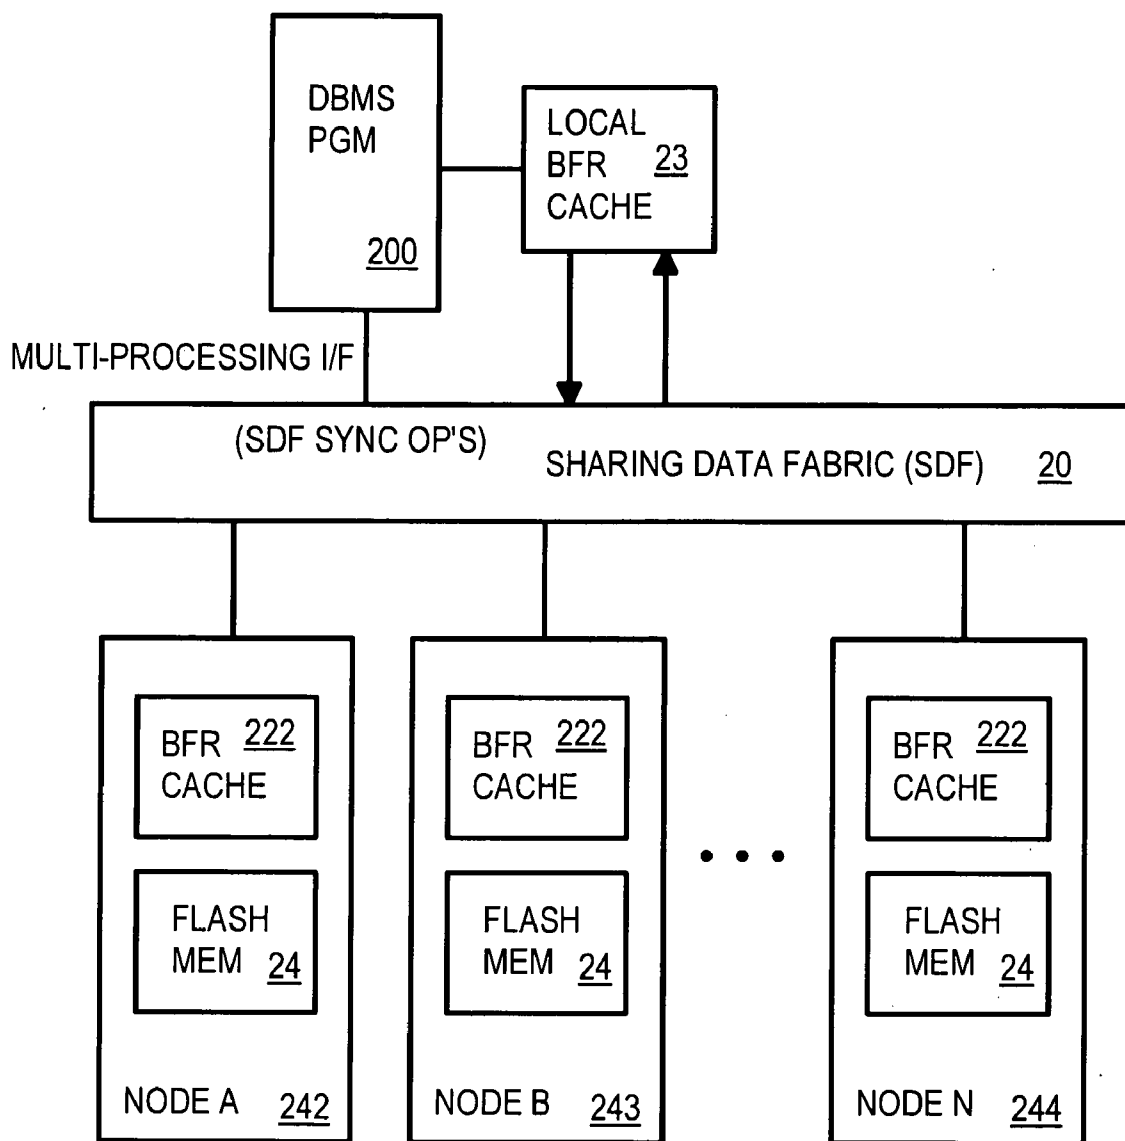 DBMS
PGM
200
LOCAL
BFR 23
CACHE
MULTI-PROCESSING I/F
(SDF SYNC OP'S)
SHARING DATA FABRIC (SDF) 20
BFR 222
CACHE
FLASH
MEM 24
NODE A 242
BFR 222
CACHE
FLASH
MEM 24
NODE B 243
• • •
BFR 222
CACHE
FLASH
MEM 24
NODE N 244